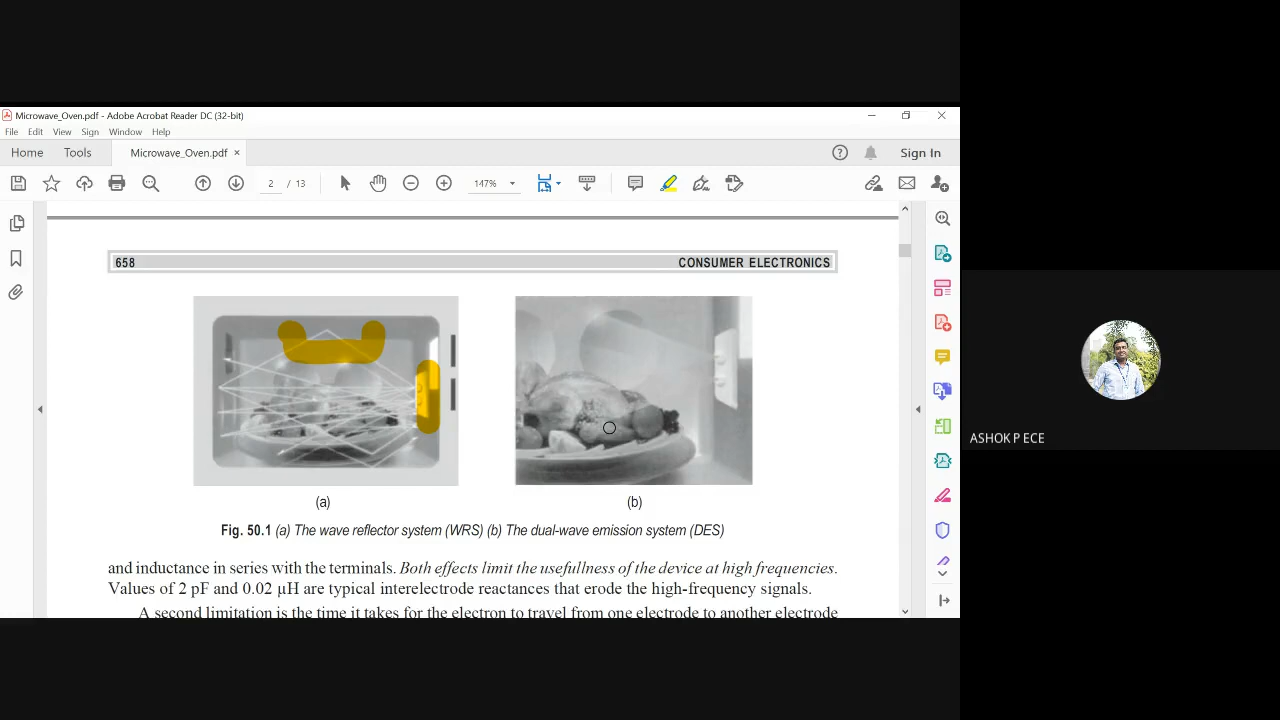 Microwave_Oven.pdf - Adobe Acrobat Reader DC (32-bit)
File Edit View Sign Window Help
Home Tools Microwave_Oven.pdf × Sign In
2 / 13 147%
658 CONSUMER ELECTRONICS
(a) (b)
Fig. 50.1 (a) The wave reflector system (WRS) (b) The dual-wave emission system (DES)
and inductance in series with the terminals. Both effects limit the usefullness of the device at high frequencies.
Values of 2 pF and 0.02 µH are typical interelectrode reactances that erode the high-frequency signals.
A second limitation is the time it takes for the electron to travel from one electrode to another electrode
ASHOK P ECE